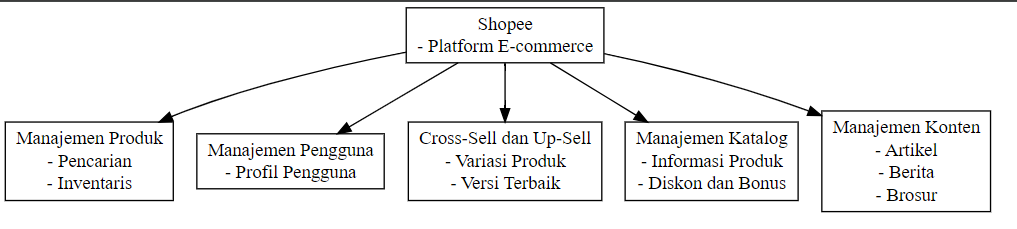 Shopee
- Platform E-commerce
Manajemen Produk
- Pencarian
- Inventaris
Manajemen Pengguna
- Profil Pengguna
Cross-Sell dan Up-Sell
- Variasi Produk
- Versi Terbaik
Manajemen Katalog
- Informasi Produk
- Diskon dan Bonus
Manajemen Konten
- Artikel
- Berita
- Brosur